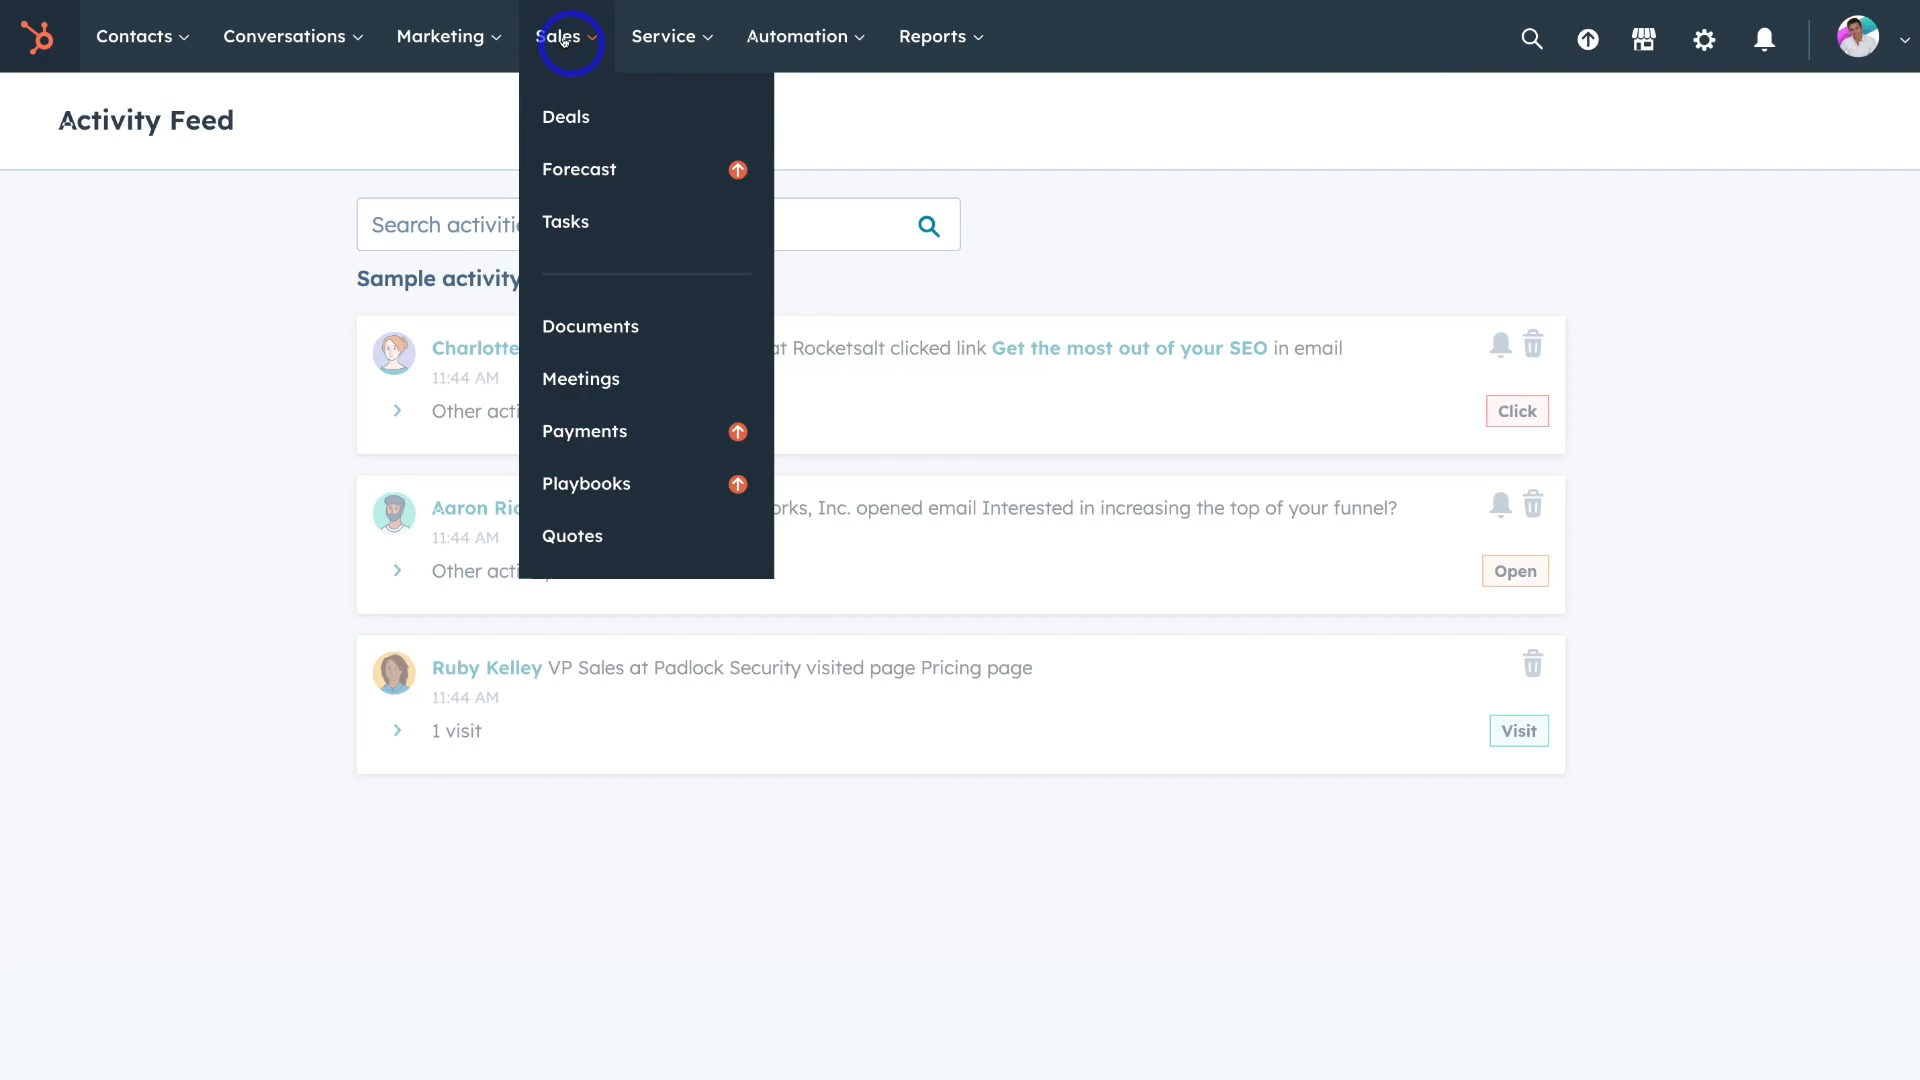 Contacts Conversations Marketing Sales Service Automation Reports
Activity Feed
Deals
Forecast
Tasks
Documents
Meetings
Payments
Playbooks
Quotes
Search activiti
Sample activity
Charlotte at Rocketsalt clicked link Get the most out of your SEO in email
11:44 AM
Other acti
Click
Aaron Ric orks, Inc. opened email Interested in increasing the top of your funnel?
11:44 AM
Other acti
Open
Ruby Kelley VP Sales at Padlock Security visited page Pricing page
11:44 AM
1 visit
Visit